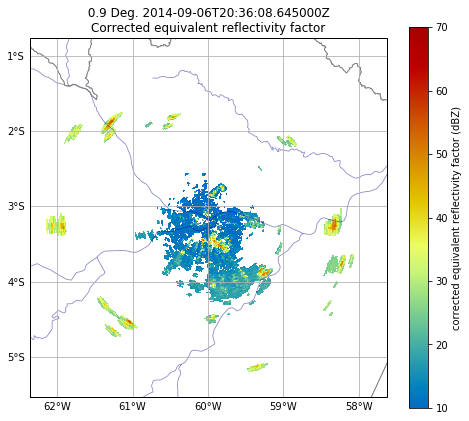 0.9 Deg. 2014-09-06T20:36:08.645000Z
Corrected equivalent reflectivity factor
1°S
2°S
3°S
4°S
5°S
62°W 61°W 60°W 59°W 58°W
70
60
50
40
30
20
10
corrected equivalent reflectivity factor (dBZ)